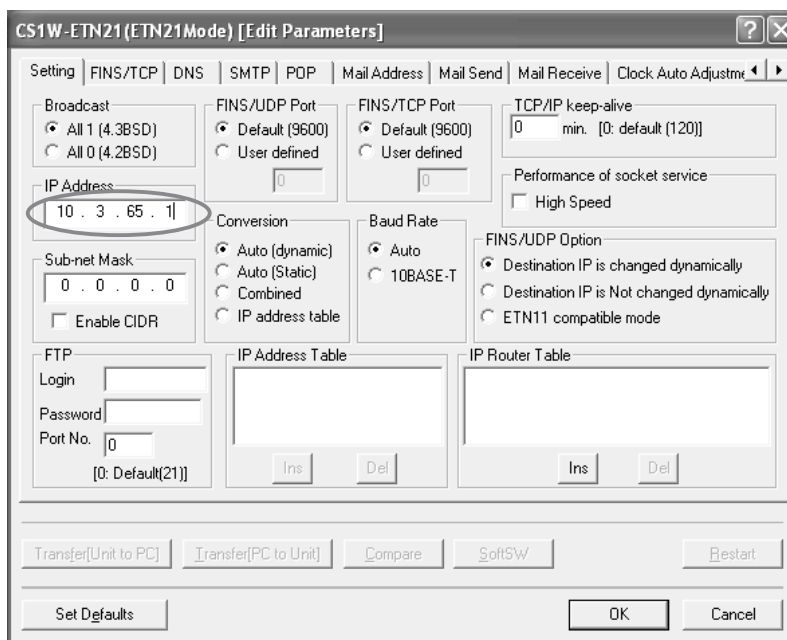 CS1W-ETN21(ETN21Mode) [Edit Parameters]
Setting FINS/TCP DNS SMTP POP Mail Address Mail Send Mail Receive Clock Auto Adjustme
Broadcast
All 1 (4.3BSD)
All 0 (4.2BSD)
IP Address
10 . 3 . 65 . 1
Sub-net Mask
0 . 0 . 0 . 0
Enable CIDR
FINS/UDP Port
Default (9600)
User defined
0
FINS/TCP Port
Default (9600)
User defined
0
Conversion
Auto (dynamic)
Auto (Static)
Combined
IP address table
Baud Rate
Auto
10BASE-T
TCP/IP keep-alive
0 min. [0: default (120)]
Performance of socket service
High Speed
FINS/UDP Option
Destination IP is changed dynamically
Destination IP is Not changed dynamically
ETN11 compatible mode
FTP
Login
Password
Port No. 0
[0: Default(21)]
IP Address Table
Ins Del
IP Router Table
Ins Del
Transfer[Unit to PC] Transfer[PC to Unit] Compare SoftSW Restart
Set Defaults OK Cancel